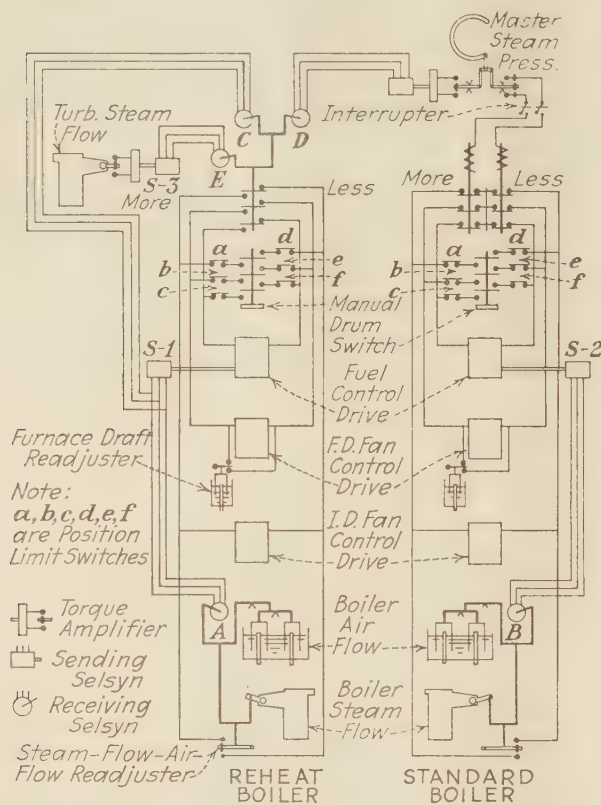 Master
Steam
Press.
Turb. Steam
Flow
C
D
Interrupter
E
S-3
More
Less
More
Less
a
d
b
e
c
f
a
d
b
e
c
f
Manual
Drum
Switch
S-1
S-2
Fuel
Control
Drive
Furnace Draft
Readjuster
F.D. Fan
Control
Drive
Note:
a,b,c,d,e,f
are Position
Limit Switches
I.D. Fan
Control
Drive
Torque
Amplifier
A
Boiler
Air
Flow
B
Sending
Selsyn
Receiving
Selsyn
Boiler
Steam
Flow
Steam-Flow-Air-
Flow Readjuster
REHEAT
BOILER
STANDARD
BOILER